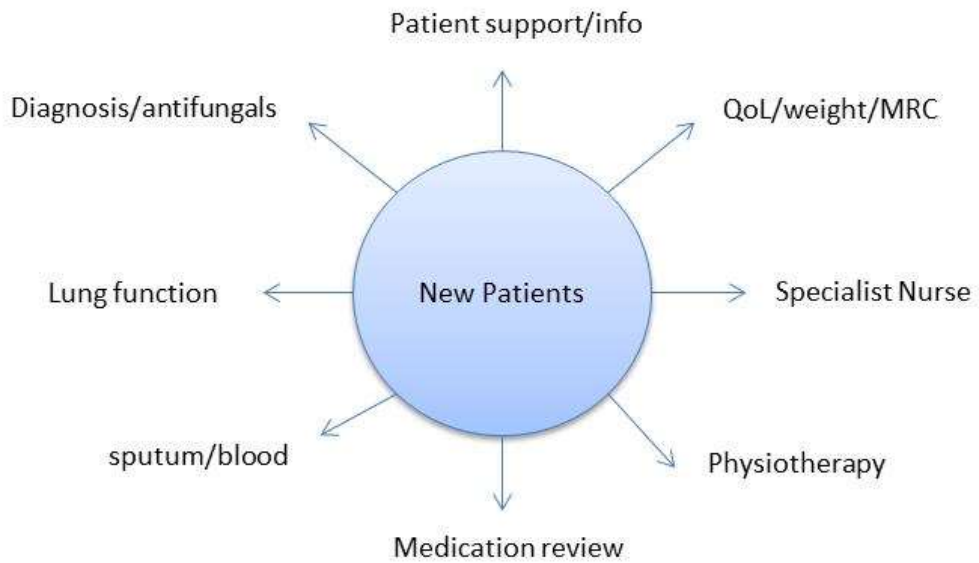 Patient support/info
Diagnosis/antifungals
QoL/weight/MRC
Lung function
New Patients
Specialist Nurse
sputum/blood
Physiotherapy
Medication review